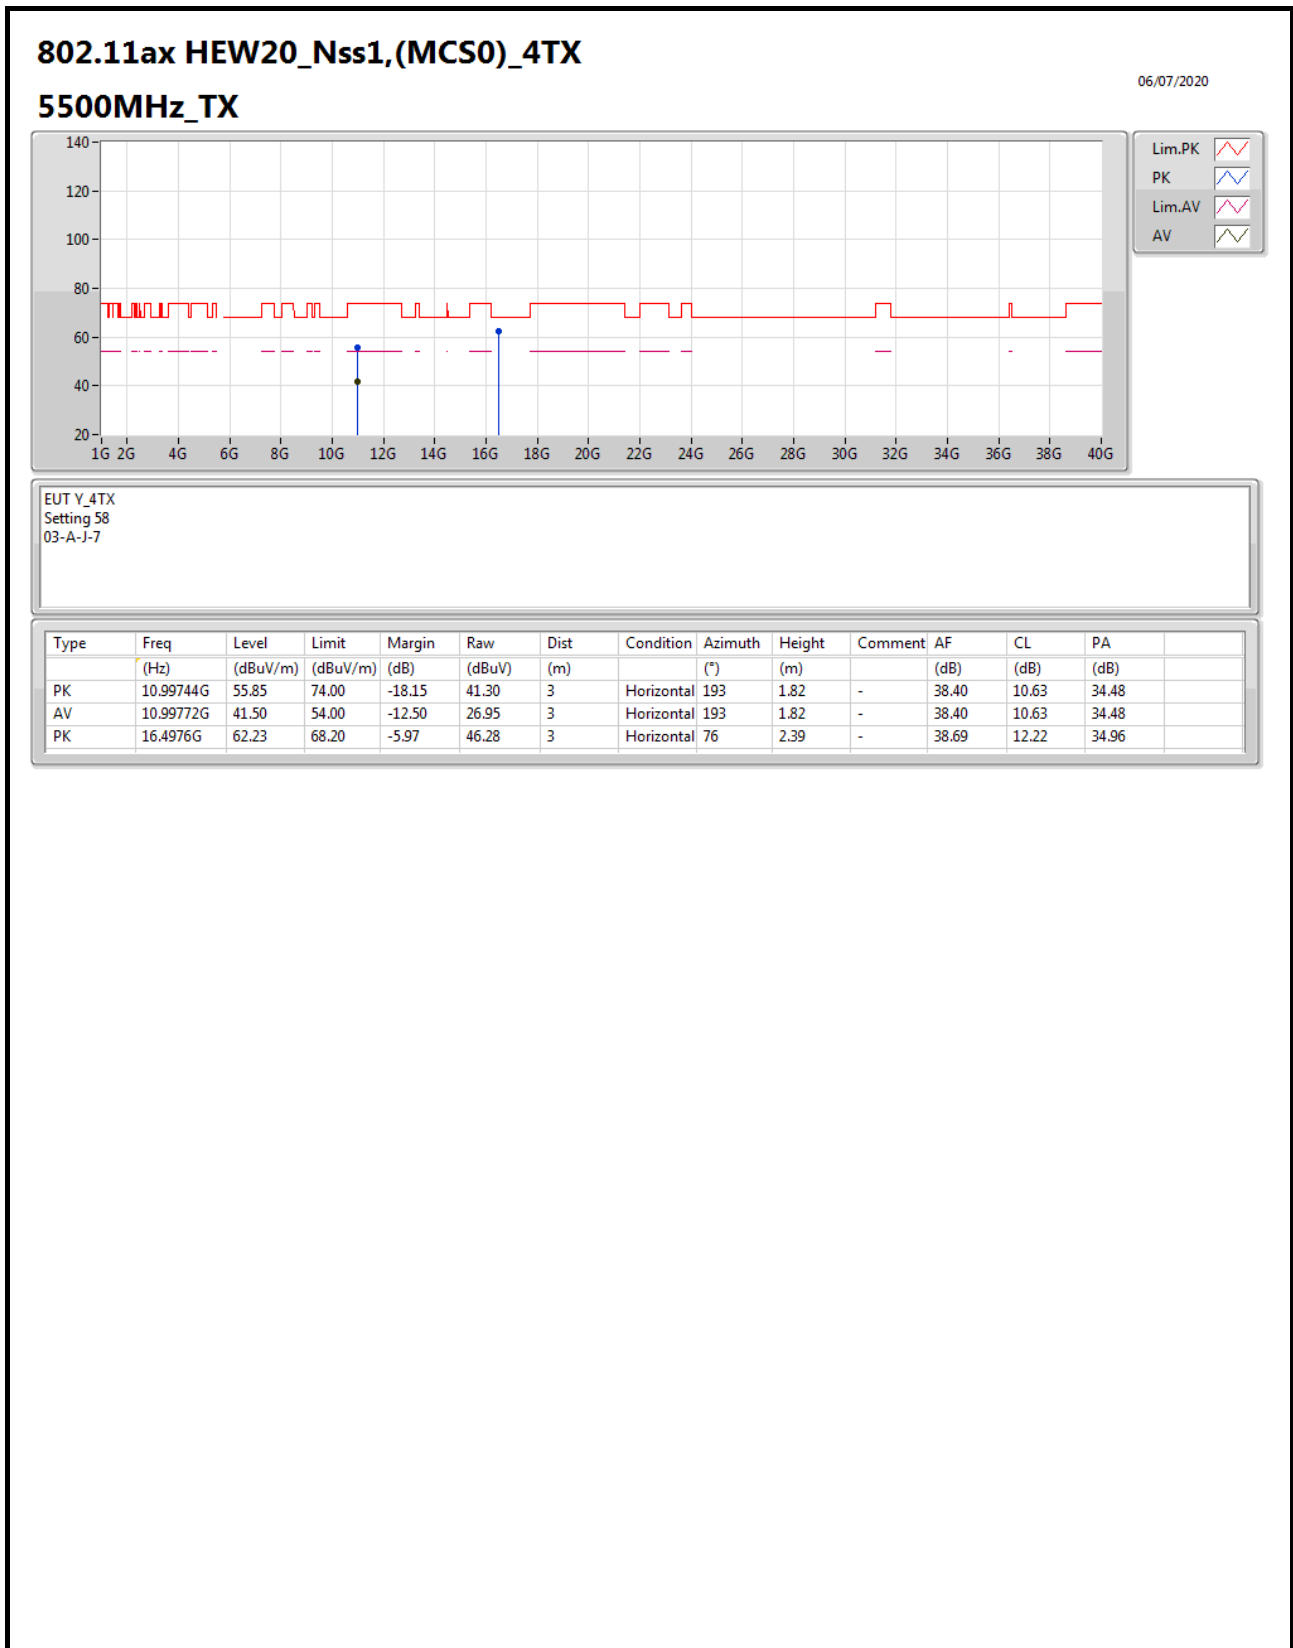 802.11ax HEW20_Nss1,(MCS0)_4TX
06/07/2020
5500MHz_TX
140
120
100
80
60
40
20
1G 2G 4G 6G 8G 10G 12G 14G 16G 18G 20G 22G 24G 26G 28G 30G 32G 34G 36G 38G 40G
Lim.PK
PK
Lim.AV
AV
EUT Y_4TX
Setting 58
03-A-J-7
Type Freq Level Limit Margin Raw Dist Condition Azimuth Height Comment AF CL PA
(Hz) (dBuV/m) (dBuV/m) (dB) (dBuV) (m) (°) (m) (dB) (dB) (dB)
PK 10.99744G 55.85 74.00 -18.15 41.30 3 Horizontal 193 1.82 - 38.40 10.63 34.48
AV 10.99772G 41.50 54.00 -12.50 26.95 3 Horizontal 193 1.82 - 38.40 10.63 34.48
PK 16.4976G 62.23 68.20 -5.97 46.28 3 Horizontal 76 2.39 - 38.69 12.22 34.96